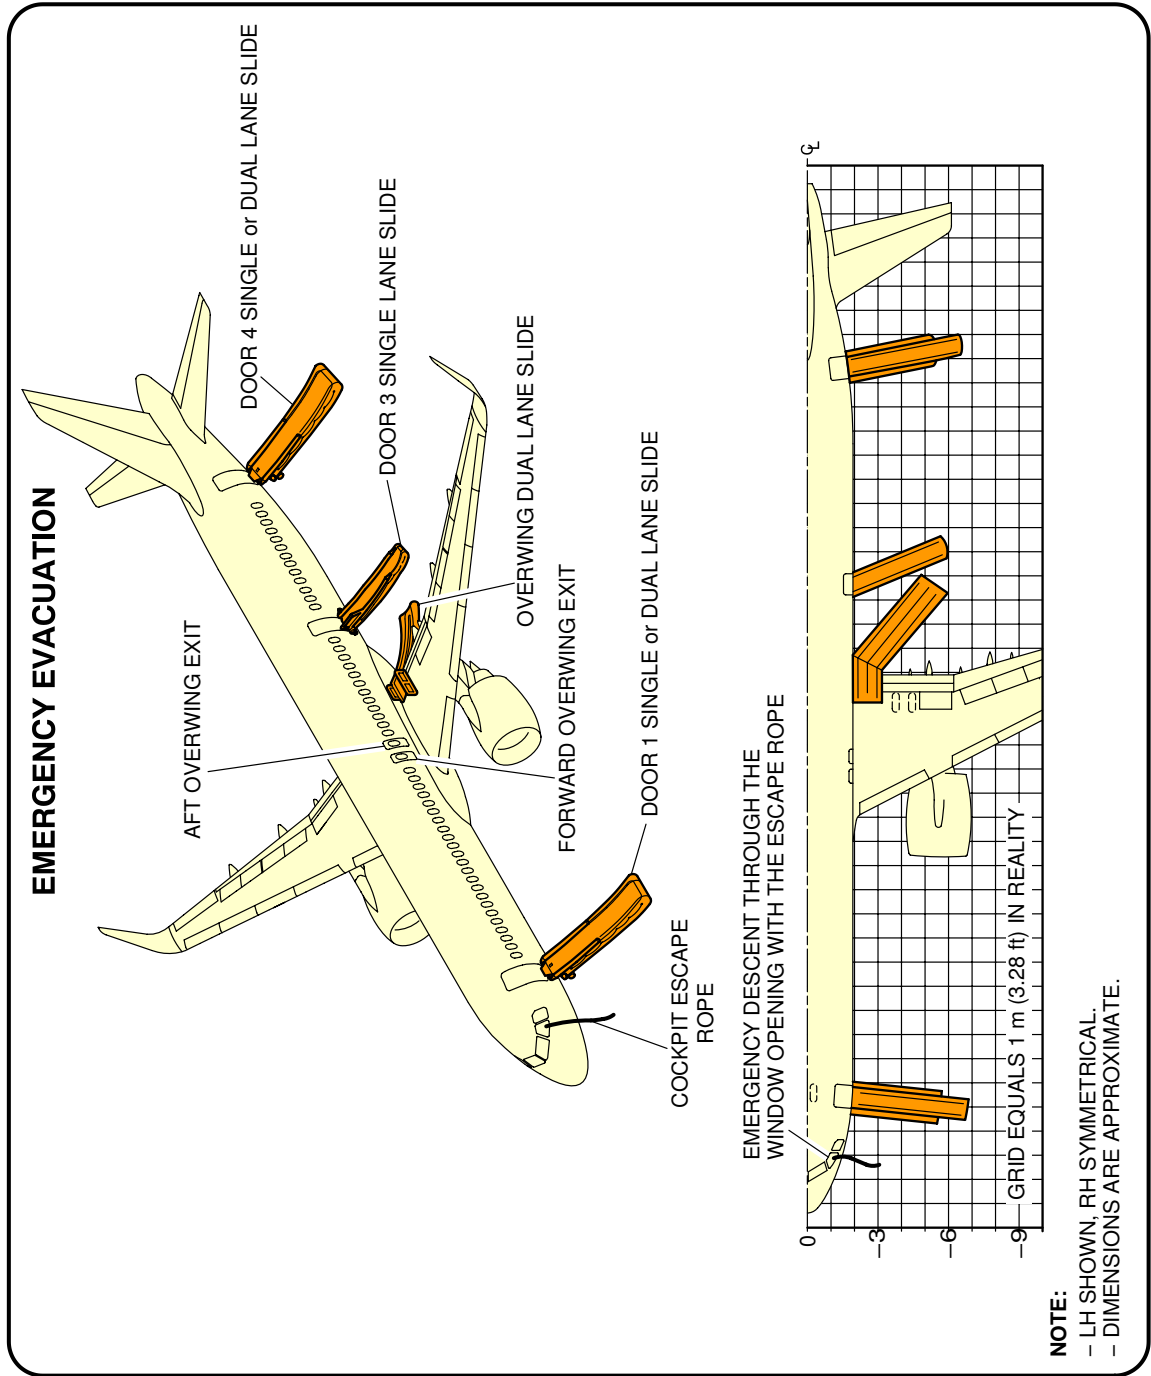 EMERGENCY EVACUATION
DOOR 4 SINGLE or DUAL LANE SLIDE
DOOR 3 SINGLE LANE SLIDE
OVERWING DUAL LANE SLIDE
AFT OVERWING EXIT
FORWARD OVERWING EXIT
DOOR 1 SINGLE or DUAL LANE SLIDE
COCKPIT ESCAPE
ROPE
EMERGENCY DESCENT THROUGH THE
WINDOW OPENING WITH THE ESCAPE ROPE
℄
0
–3
–6
–9
GRID EQUALS 1 m (3.28 ft) IN REALITY
NOTE:
– LH SHOWN, RH SYMMETRICAL.
– DIMENSIONS ARE APPROXIMATE.